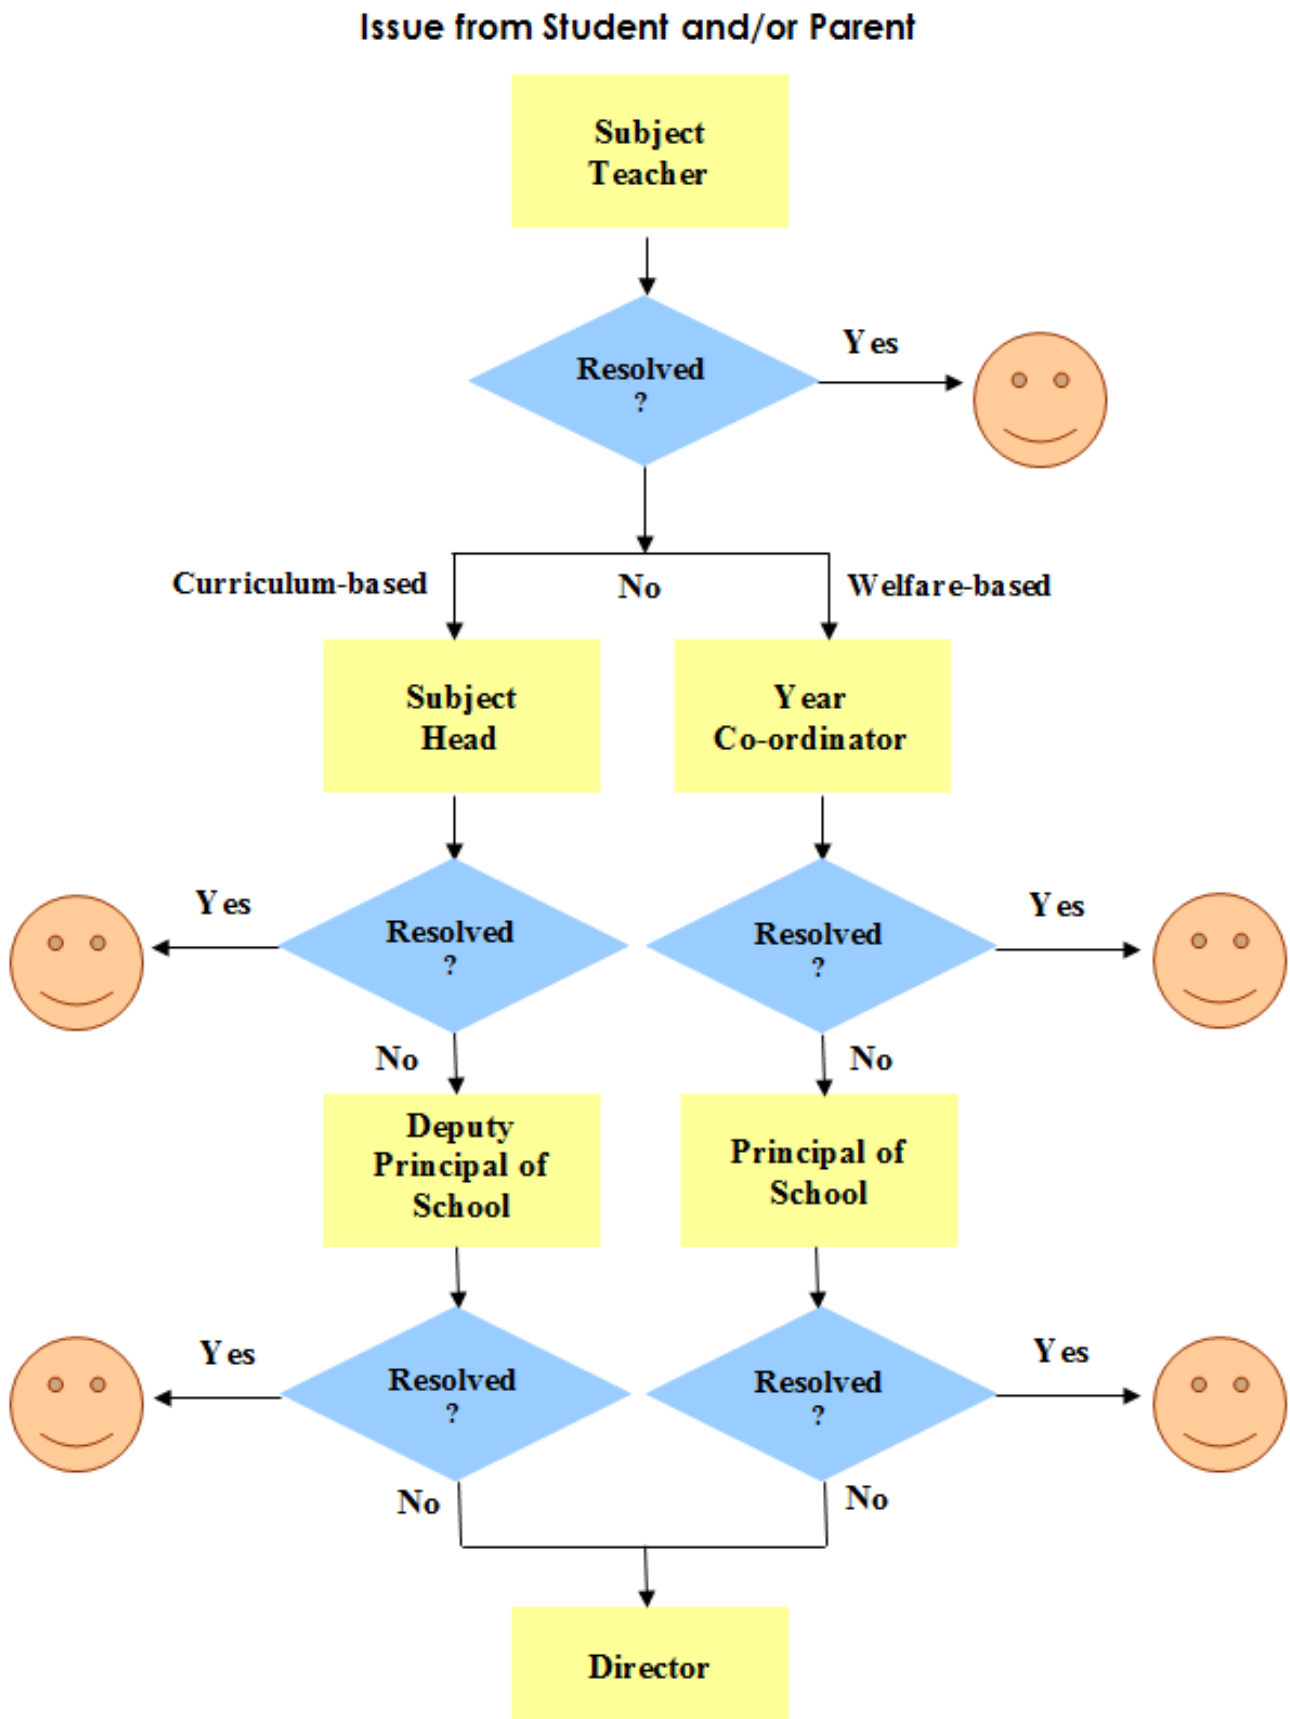 Issue from Student and/or Parent
Subject
Teacher
Resolved
?
Yes
Curriculum-based
No
Welfare-based
Subject
Head
Year
Co-ordinator
Yes
Resolved
?
Resolved
?
Yes
No
No
Deputy
Principal of
School
Principal of
School
Yes
Resolved
?
Resolved
?
Yes
No
No
Director